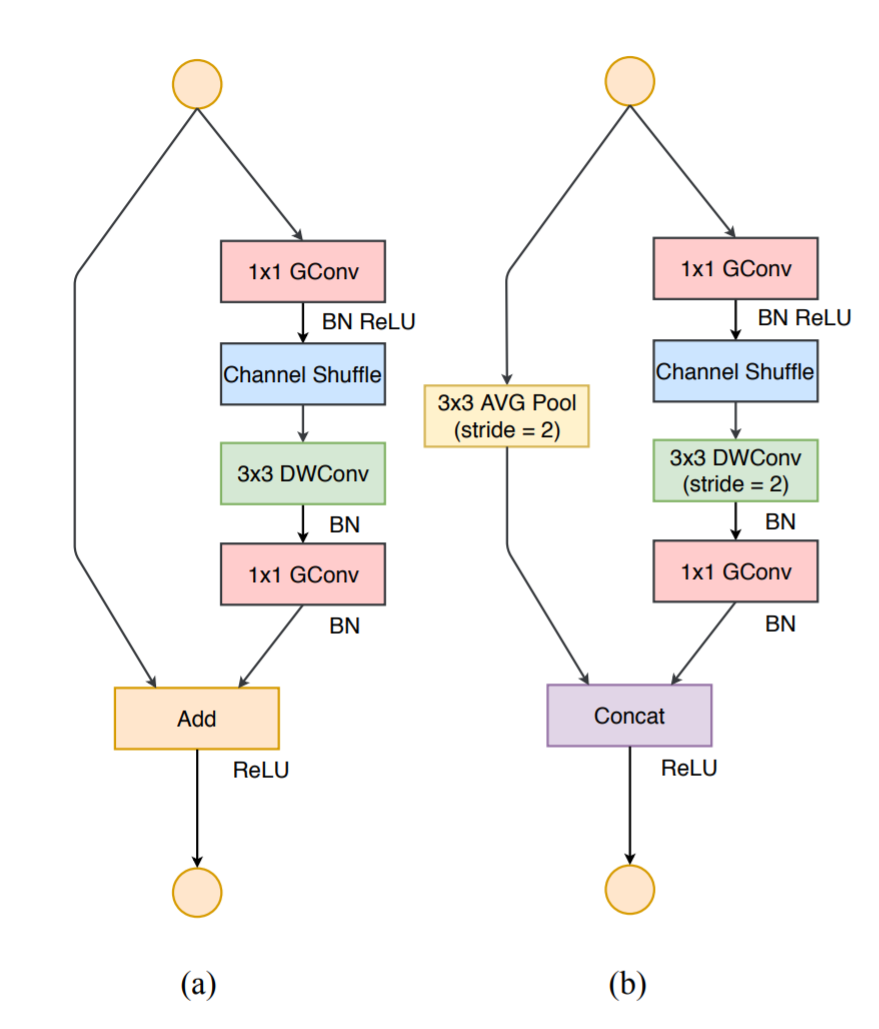 1x1 GConv
BN ReLU
Channel Shuffle
3x3 DWConv
BN
1x1 GConv
BN
Add
ReLU
(a)
1x1 GConv
BN ReLU
Channel Shuffle
3x3 AVG Pool
(stride = 2)
3x3 DWConv
(stride = 2)
BN
1x1 GConv
BN
Concat
ReLU
(b)